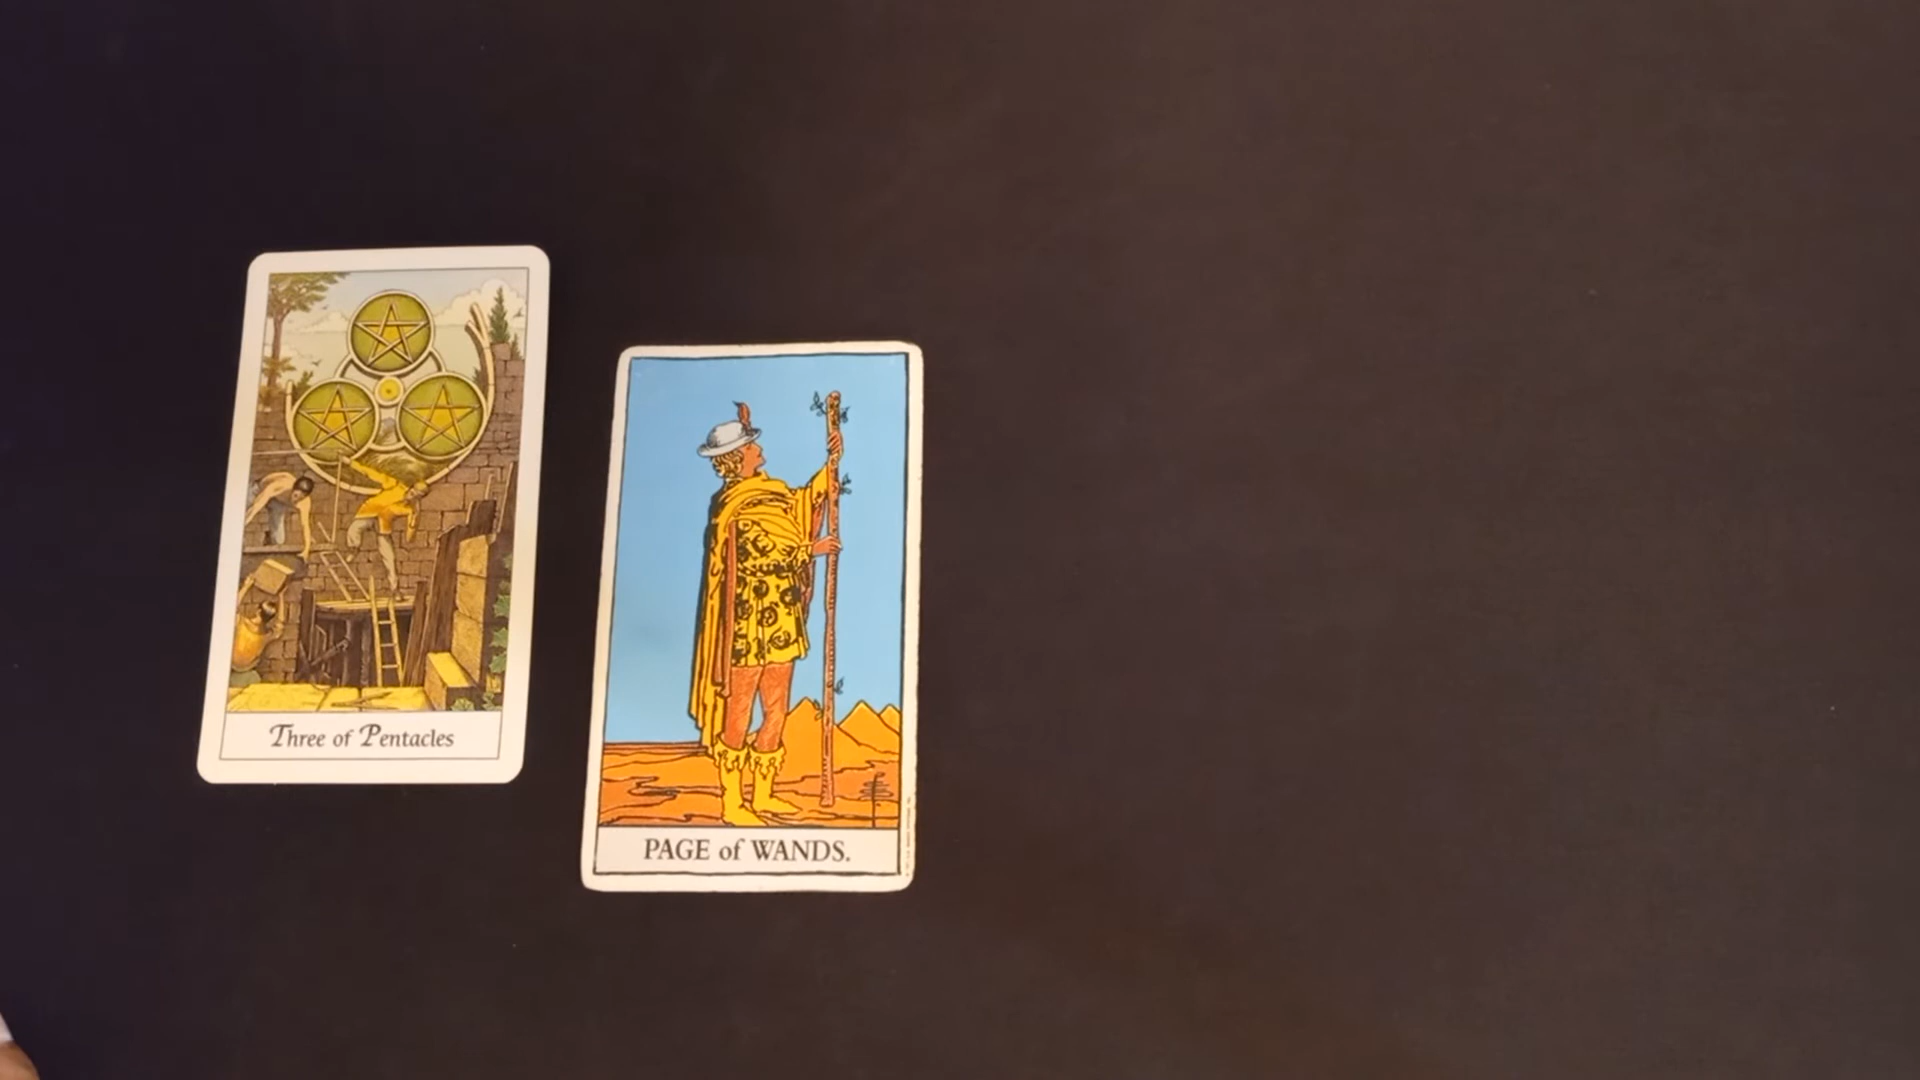 Three of Pentacles
PAGE of WANDS.